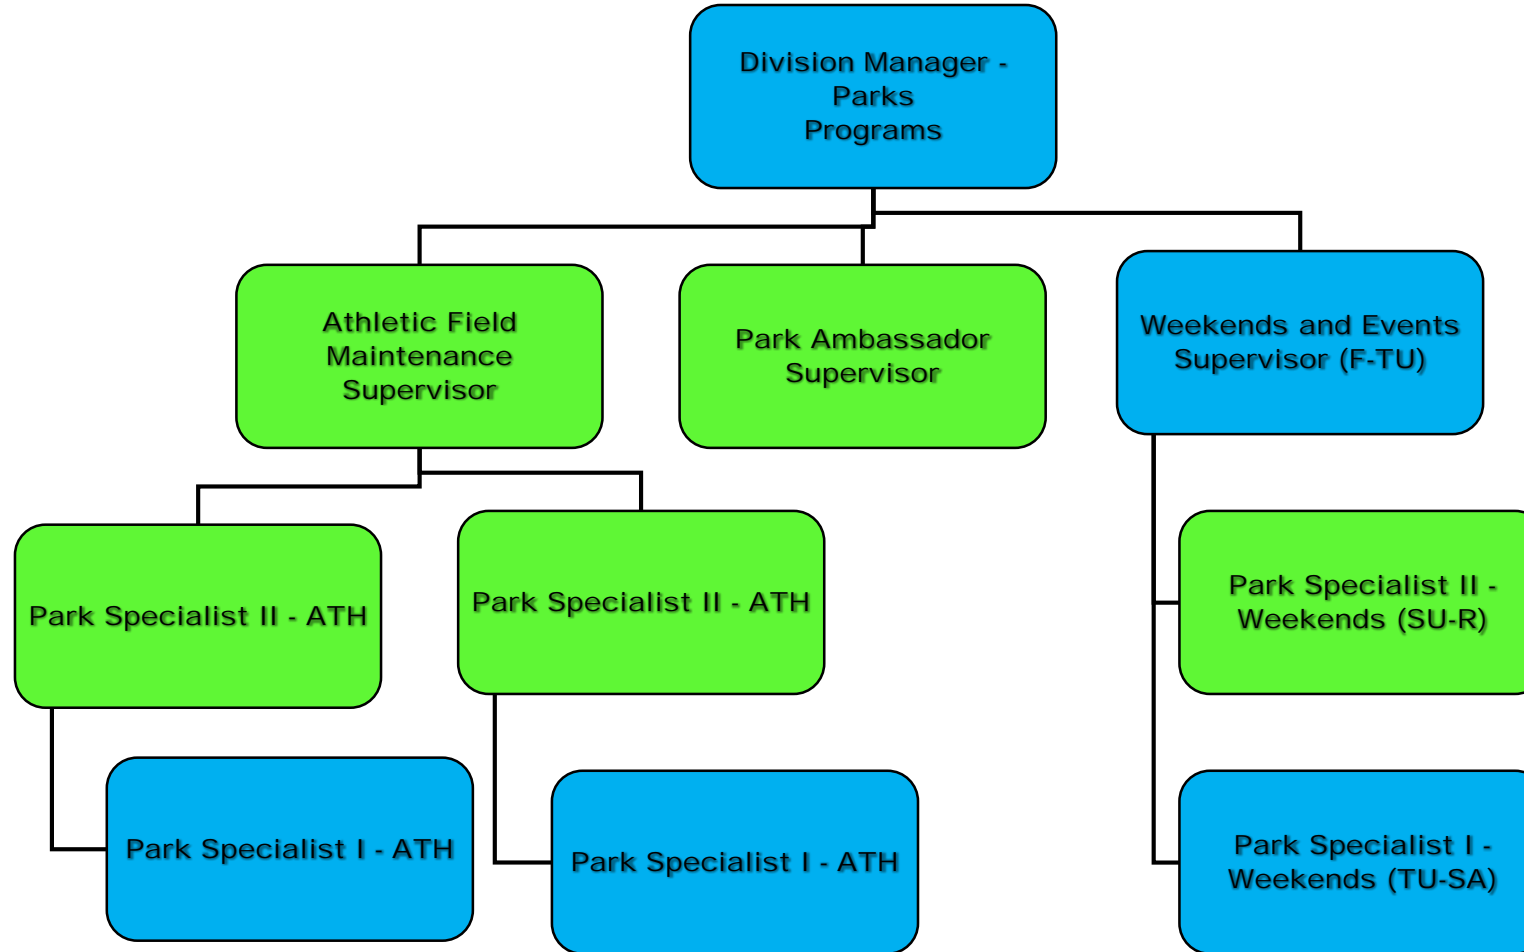 Division Manager -
Parks
Programs
Athletic Field
Maintenance
Supervisor
Park Ambassador
Supervisor
Weekends and Events
Supervisor (F-TU)
Park Specialist II - ATH
Park Specialist II - ATH
Park Specialist II -
Weekends (SU-R)
Park Specialist I - ATH
Park Specialist I - ATH
Park Specialist I -
Weekends (TU-SA)